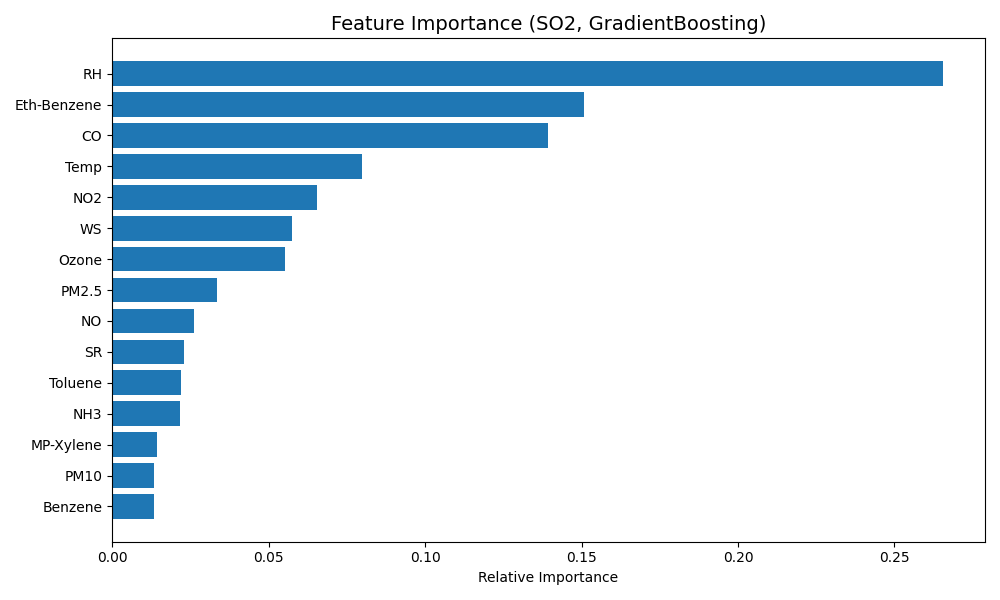 Feature Importance (SO2, GradientBoosting)
RH
Eth-Benzene
CO
Temp
NO2
WS
Ozone
PM2.5
NO
SR
Toluene
NH3
MP-Xylene
PM10
Benzene
0.00 0.05 0.10 0.15 0.20 0.25
Relative Importance